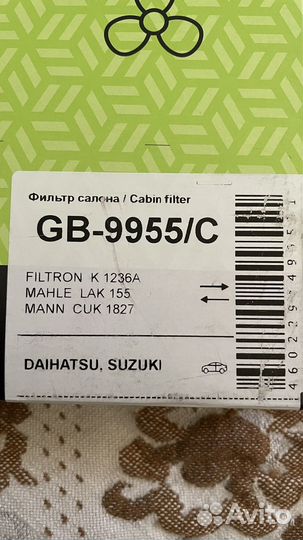 Фильтр салона / Cabin filter
GB-9955/C
FILTRON K 1236A
MAHLE LAK 155
MANN CUK 1827
DAIHATSU, SUZUKI
Avito